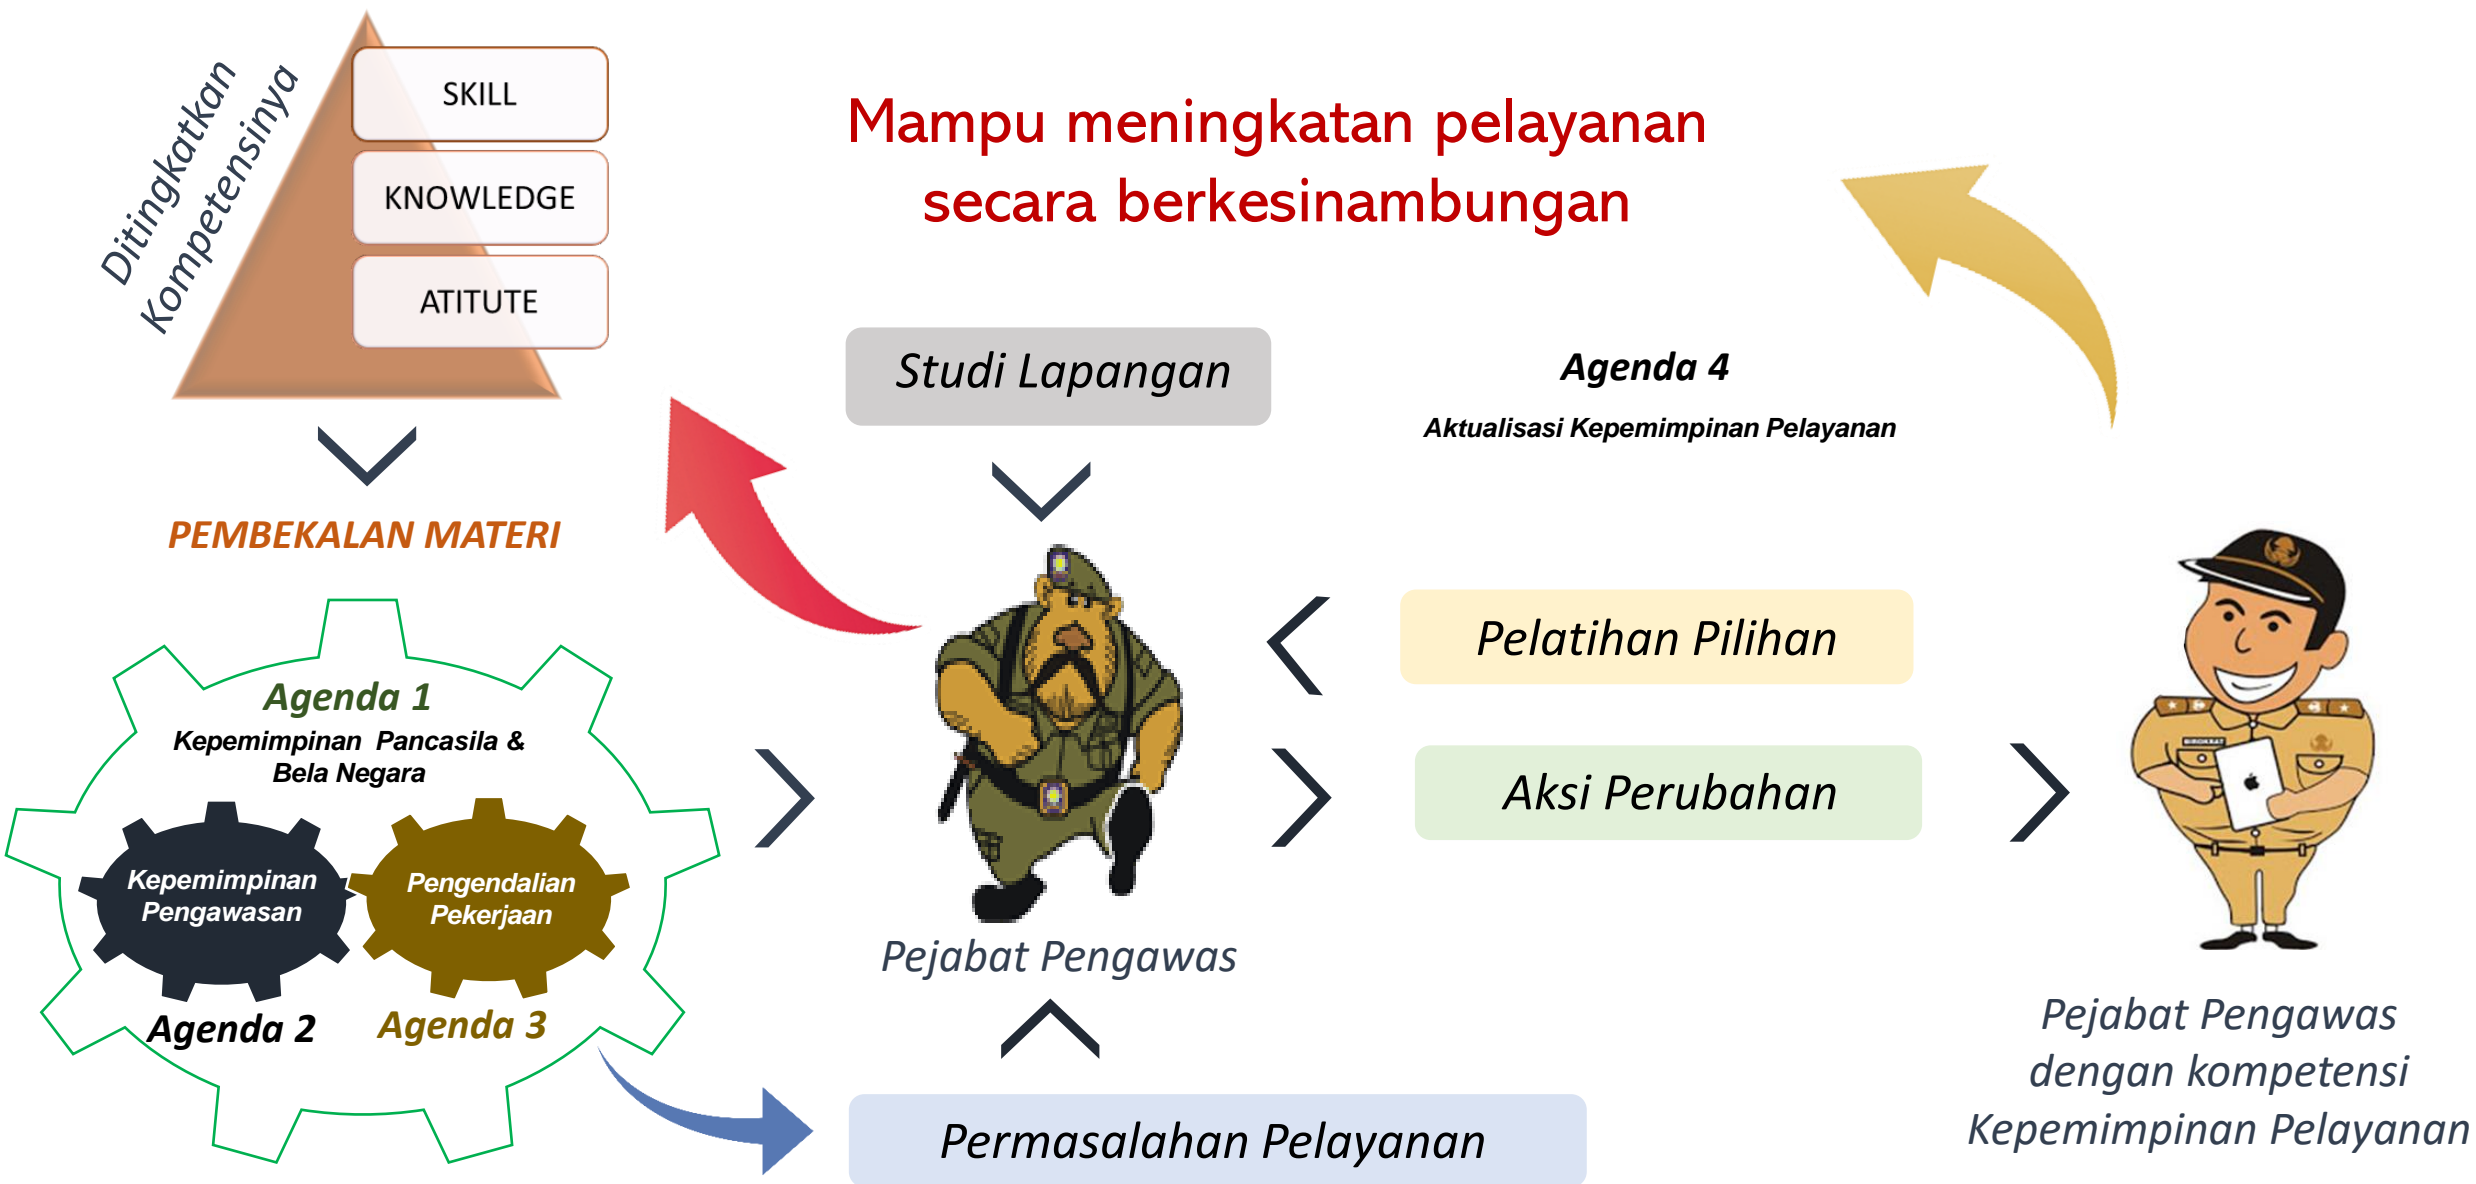 Ditingkatkan
Kompetensinya
SKILL
KNOWLEDGE
ATITUTE
Mampu meningkatan pelayanan
secara berkesinambungan
PEMBEKALAN MATERI
Agenda 1
Kepemimpinan Pancasila &
Bela Negara
Kepemimpinan
Pengawasan
Pengendalian
Pekerjaan
Agenda 2
Agenda 3
Studi Lapangan
Agenda 4
Aktualisasi Kepemimpinan Pelayanan
Pelatihan Pilihan
Aksi Perubahan
Pejabat Pengawas
Permasalahan Pelayanan
Pejabat Pengawas
dengan kompetensi
Kepemimpinan Pelayanan